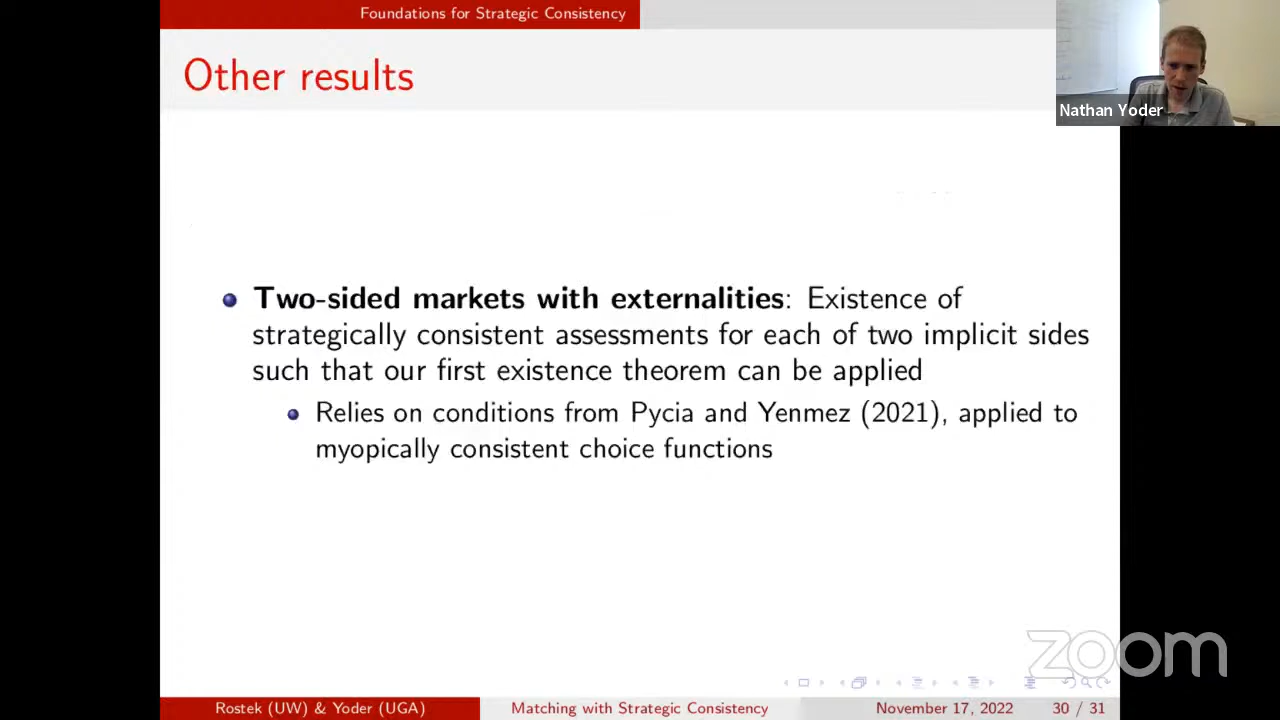 Foundations for Strategic Consistency
Other results
Nathan Yoder
Two-sided markets with externalities: Existence of
strategically consistent assessments for each of two implicit sides
such that our first existence theorem can be applied
Relies on conditions from Pycia and Yenmez (2021), applied to
myopically consistent choice functions
zoom
Rostek (UW) & Yoder (UGA) Matching with Strategic Consistency November 17, 2022 30 / 31